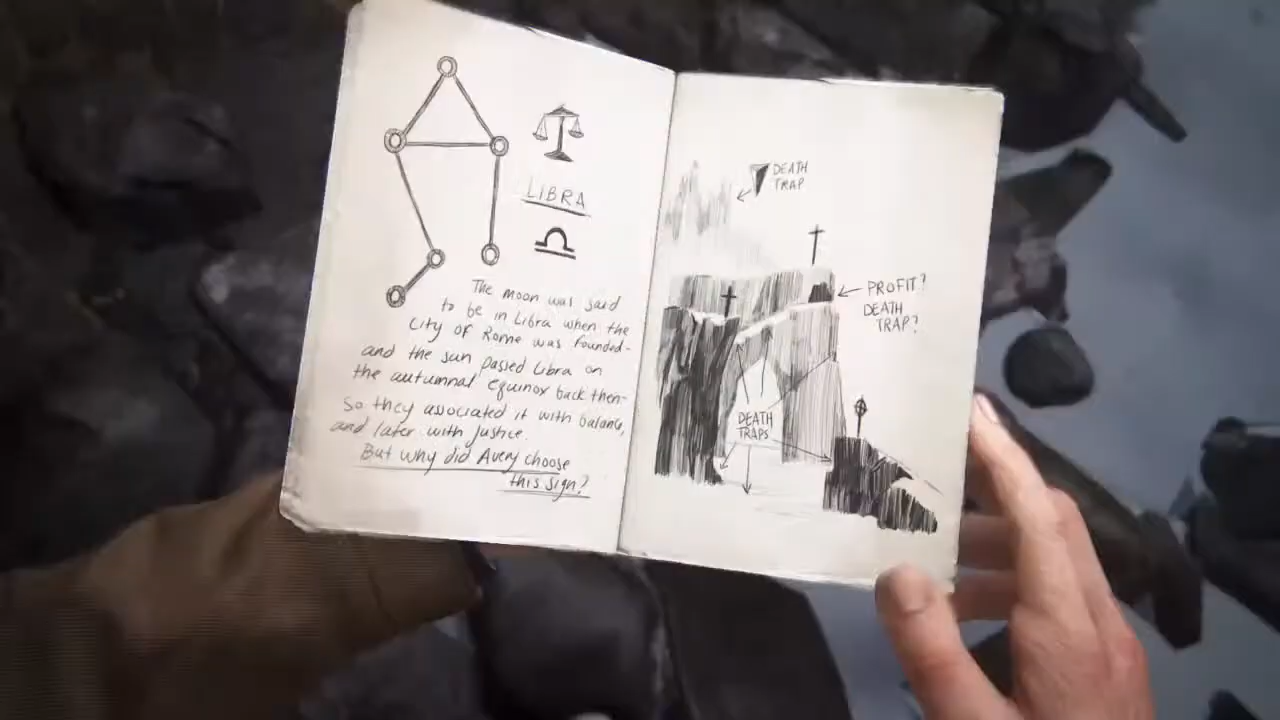 LIBRA
The moon was said
to be in Libra when the
City of Rome was founded-
and the sun passed Libra on
the autumnal equinox back then-
So they associated it with balance,
and later with justice.
But why did Avery choose
this sign?
DEATH
TRAP
PROFIT?
DEATH
TRAP?
DEATH
TRAPS